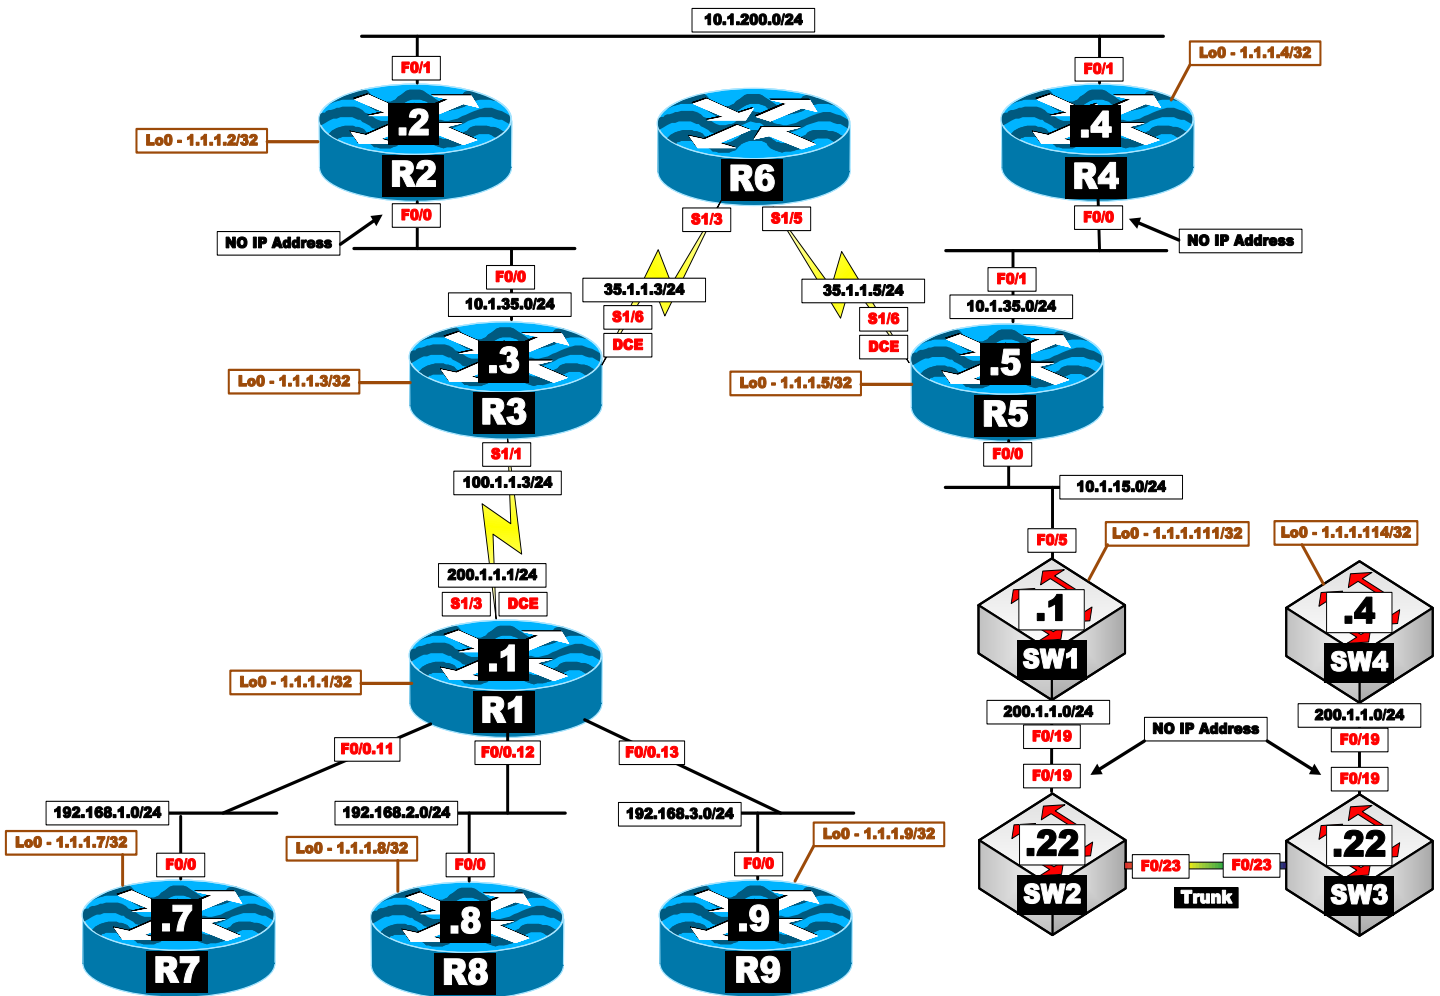 10.1.200.0/24
F0/1
F0/1
Lo0 - 1.1.1.4/32
.2
.4
Lo0 - 1.1.1.2/32
R2
R6
R4
F0/0
S1/3
S1/5
F0/0
NO IP Address
NO IP Address
F0/0
F0/1
35.1.1.3/24
35.1.1.5/24
10.1.35.0/24
10.1.35.0/24
S1/6
S1/6
DCE
DCE
.3
.5
Lo0 - 1.1.1.3/32
Lo0 - 1.1.1.5/32
R3
R5
S1/1
F0/0
100.1.1.3/24
10.1.15.0/24
Lo0 - 1.1.1.111/32
Lo0 - 1.1.1.114/32
F0/5
200.1.1.1/24
S1/3
DCE
.1
.4
.1
SW1
SW4
Lo0 - 1.1.1.1/32
R1
200.1.1.0/24
200.1.1.0/24
F0/19
NO IP Address
F0/19
F0/0.11
F0/0.12
F0/0.13
F0/19
F0/19
192.168.1.0/24
192.168.2.0/24
192.168.3.0/24
Lo0 - 1.1.1.7/32
Lo0 - 1.1.1.8/32
Lo0 - 1.1.1.9/32
.22
.22
F0/0
F0/0
F0/0
F0/23
F0/23
SW2
Trunk
SW3
.7
.8
.9
R7
R8
R9